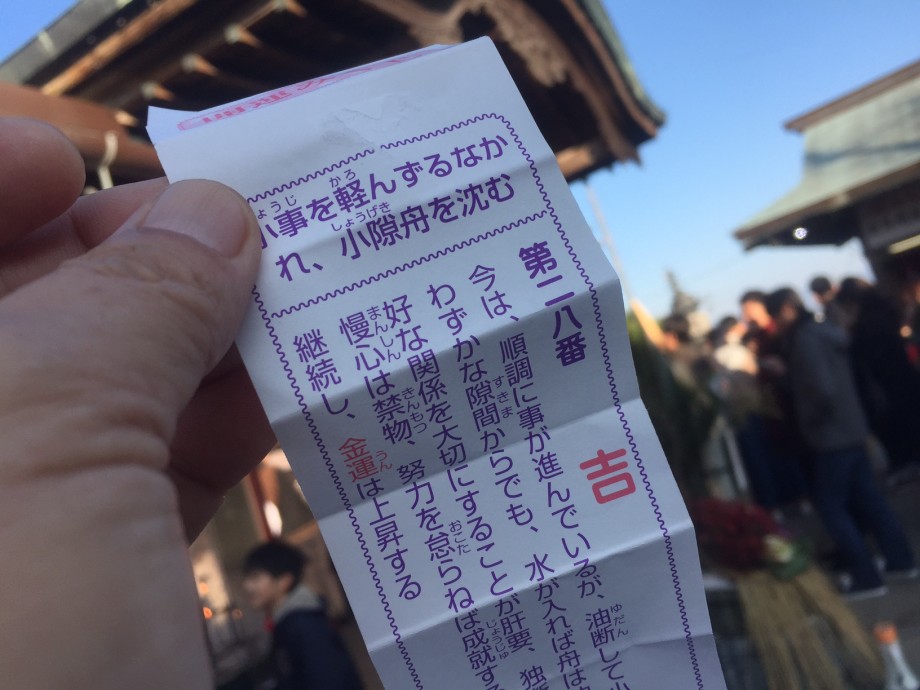 小事を軽んずるなか
れ、小隙舟を沈む
第二八番 吉
今は、順調に事が進んでいるが、油断して小
わずかな隙間からでも、水が入れば舟は
好な関係を大切にすることが肝要、独
慢心は禁物、努力を怠らねば成就する
継続し、金運は上昇する